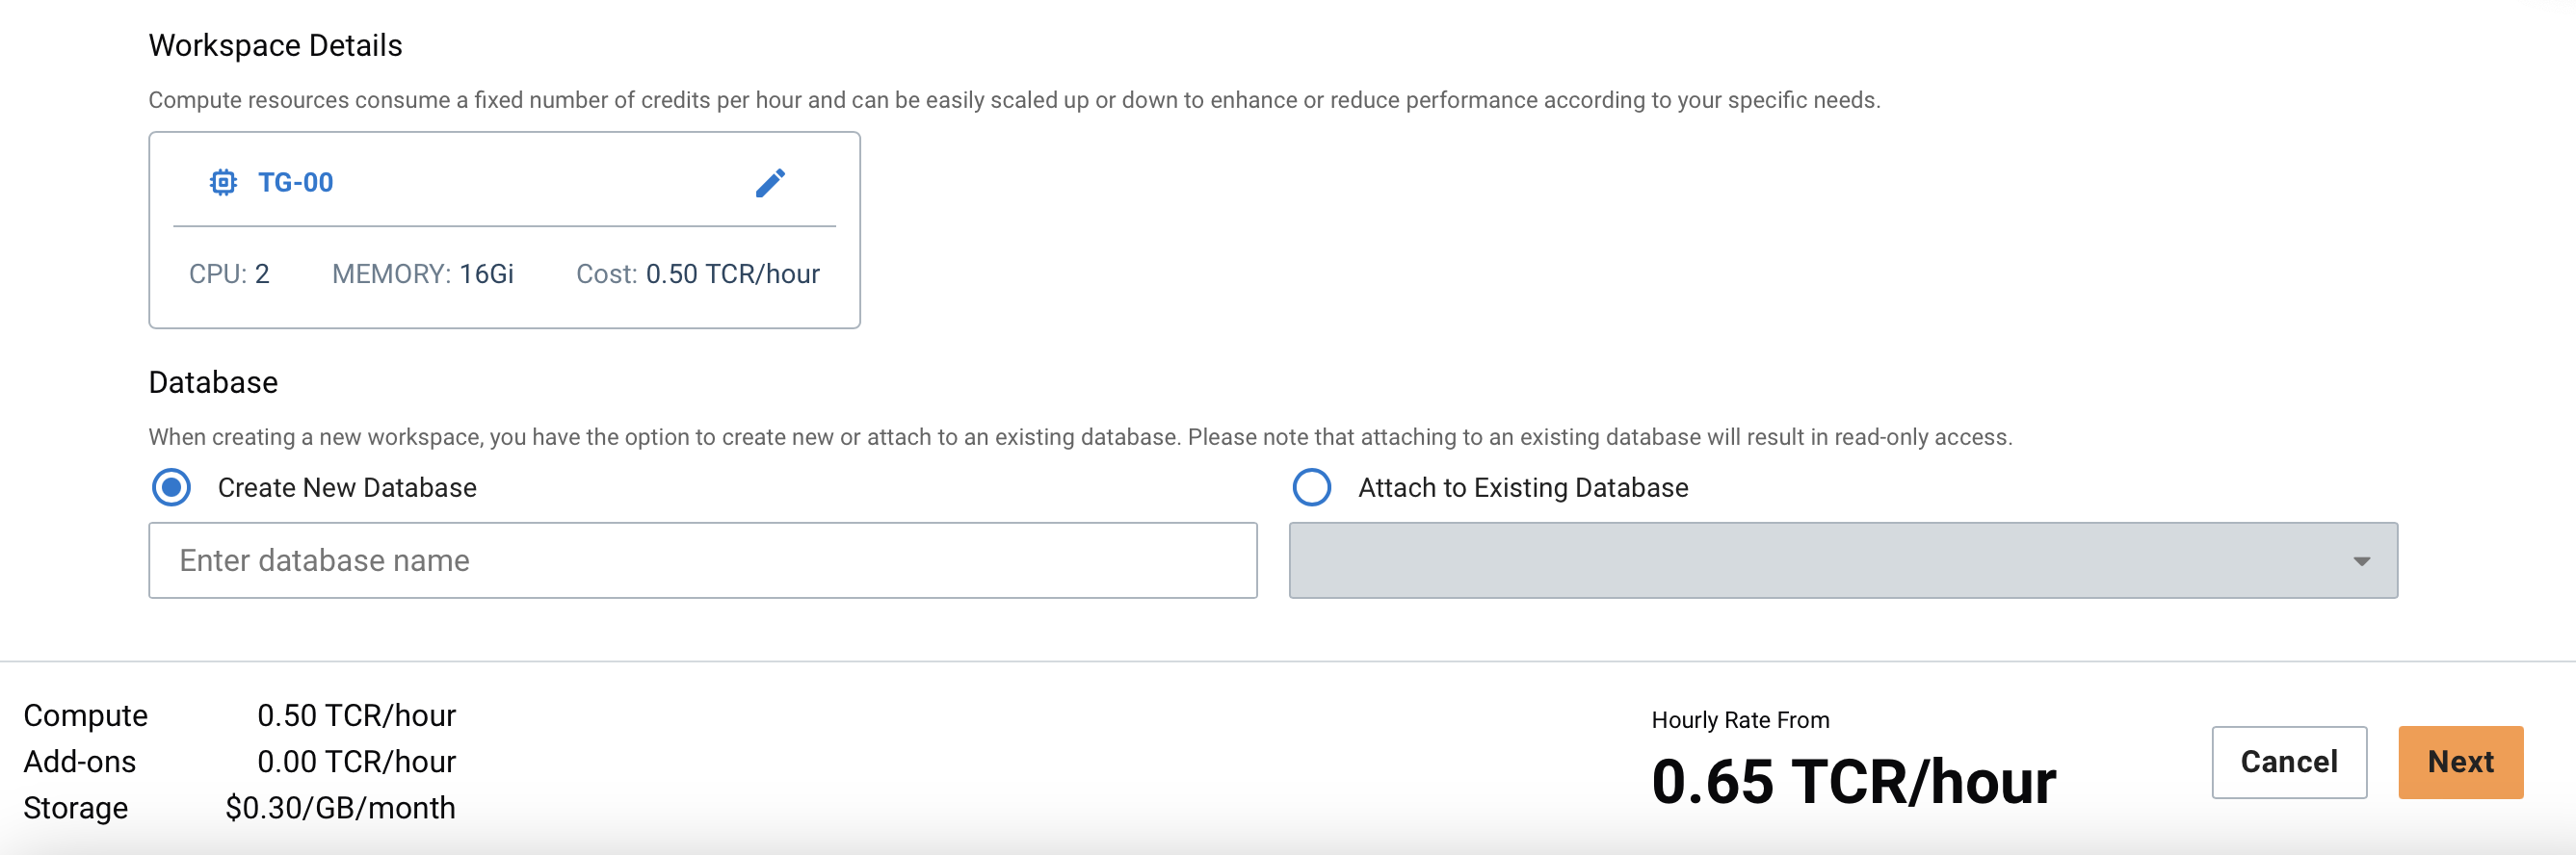 Workspace Details
Compute resources consume a fixed number of credits per hour and can be easily scaled up or down to enhance or reduce performance according to your specific needs.
TG-00
CPU: 2 MEMORY: 16Gi Cost: 0.50 TCR/hour
Database
When creating a new workspace, you have the option to create new or attach to an existing database. Please note that attaching to an existing database will result in read-only access.
Create New Database Attach to Existing Database
Enter database name
Compute 0.50 TCR/hour
Add-ons 0.00 TCR/hour
Storage $0.30/GB/month
Hourly Rate From
0.65 TCR/hour
Cancel Next